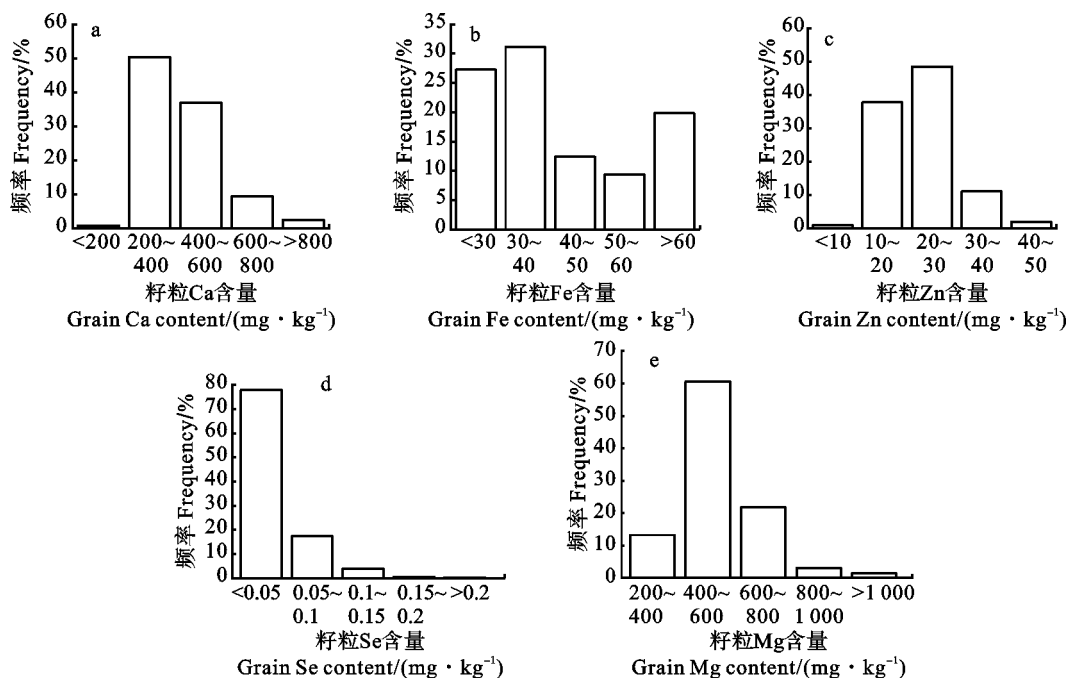 a
频率 Frequency/%
60
50
40
30
20
10
0
<200 200~ 400~ 600~ >800
400 600 800
籽粒Ca含量
Grain Ca content/(mg·kg⁻¹)
b
频率 Frequency/%
35
30
25
20
15
10
5
0
<30 30~ 40~ 50~ >60
40 50 60
籽粒Fe含量
Grain Fe content/(mg·kg⁻¹)
c
频率 Frequency/%
60
50
40
30
20
10
0
<10 10~ 20~ 30~ 40~
20 30 40 50
籽粒Zn含量
Grain Zn content/(mg·kg⁻¹)
d
频率 Frequency/%
80
70
60
50
40
30
20
10
0
<0.05 0.05~ 0.1~ 0.15~ >0.2
0.1 0.15 0.2
籽粒Se含量
Grain Se content/(mg·kg⁻¹)
e
频率 Frequency/%
70
60
50
40
30
20
10
0
200~ 400~ 600~ 800~ >1 000
400 600 800 1 000
籽粒Mg含量
Grain Mg content/(mg·kg⁻¹)